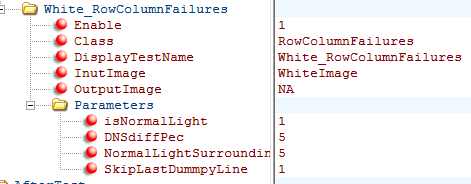 White_RowColumnFailures
Enable 1
Class RowColumnFailures
DisplayTestName White_RowColumnFailures
InutImage WhiteImage
OutputImage NA
Parameters
isNormalLight 1
DNSdiffPec 5
NormalLightSurroundin 5
SkipLastDummpyLine 1